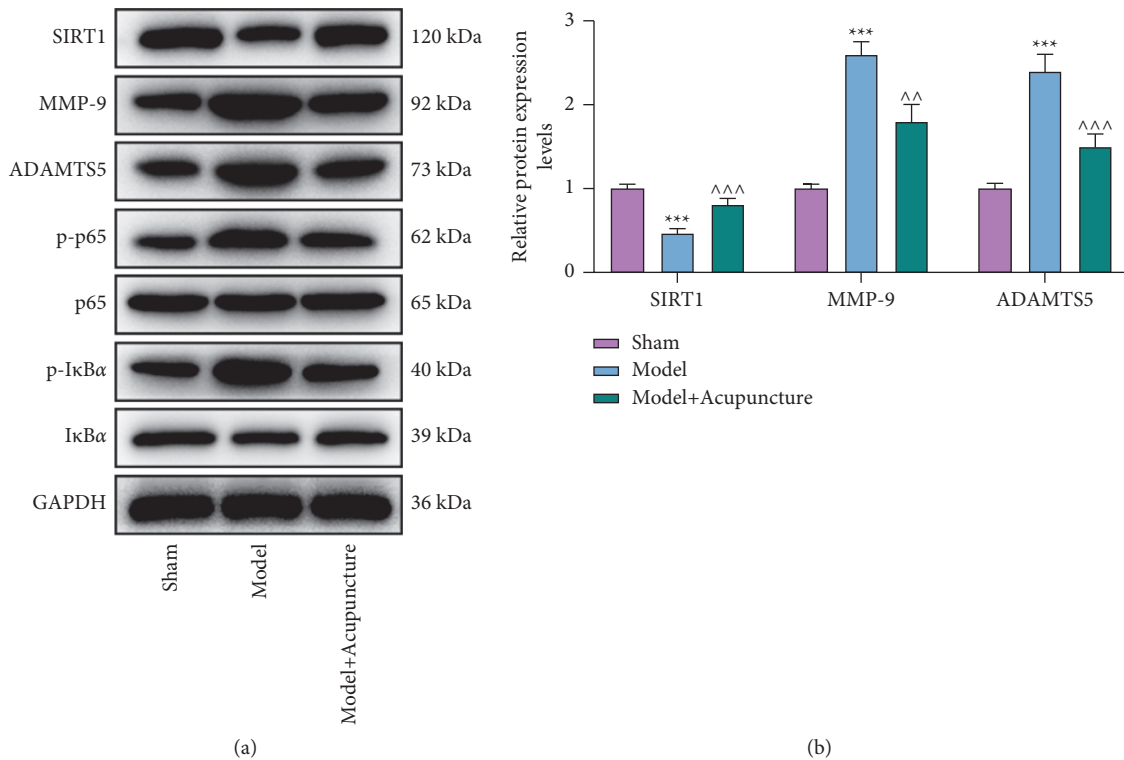 SIRT1 120 kDa
MMP-9 92 kDa
ADAMTS5 73 kDa
p-p65 62 kDa
p65 65 kDa
p-IκBα 40 kDa
IκBα 39 kDa
GAPDH 36 kDa
Sham
Model
Model+Acupuncture
(a)
Relative protein expression
levels
3
2
1
0
***
^^^
***
^^
***
^^^
SIRT1 MMP-9 ADAMTS5
Sham
Model
Model+Acupuncture
(b)